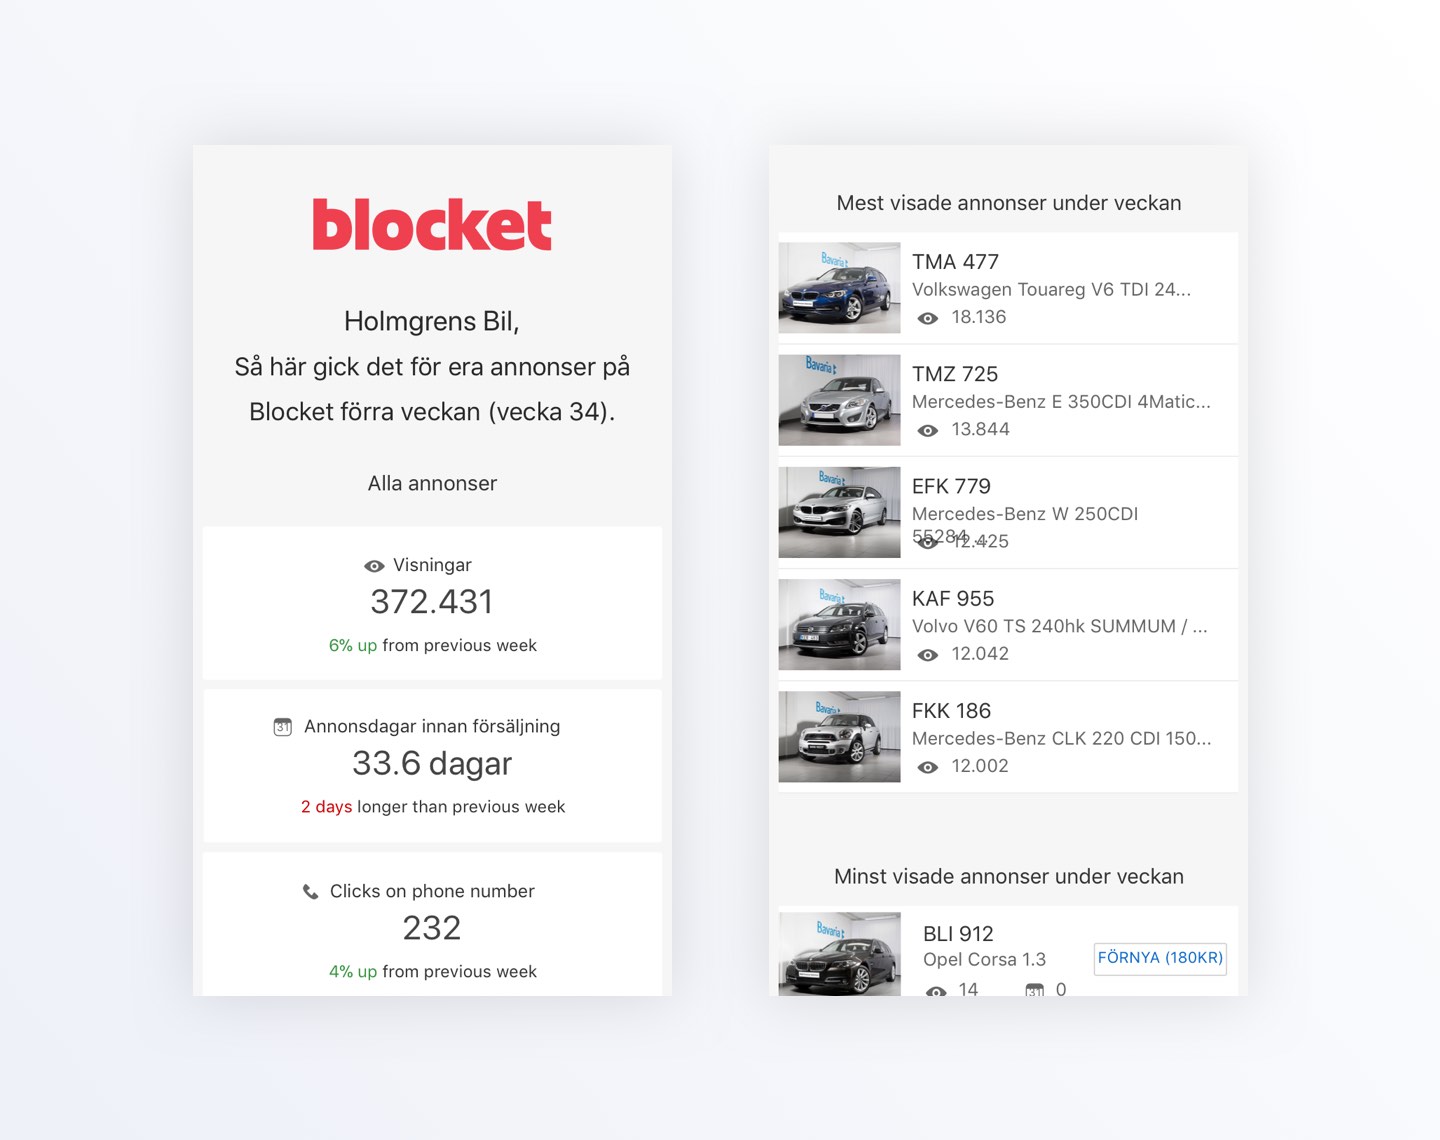 blocket
Holmgrens Bil,
Så här gick det för era annonser på
Blocket förra veckan (vecka 34).
Alla annonser
Visningar
372.431
6% up from previous week
31 Annonsdagar innan försäljning
33.6 dagar
2 days longer than previous week
Clicks on phone number
232
4% up from previous week
Mest visade annonser under veckan
Bavaria
TMA 477
Volkswagen Touareg V6 TDI 24...
18.136
Bavaria
TMZ 725
Mercedes-Benz E 350CDI 4Matic...
13.844
Bavaria
EFK 779
Mercedes-Benz W 250CDI
55284 ...
12.425
Bavaria
KAF 955
Volvo V60 TS 240hk SUMMUM / ...
12.042
Bavaria
FKK 186
Mercedes-Benz CLK 220 CDI 150...
12.002
Minst visade annonser under veckan
Bavaria
BLI 912
Opel Corsa 1.3
FÖRNYA (180KR)
14
31 0